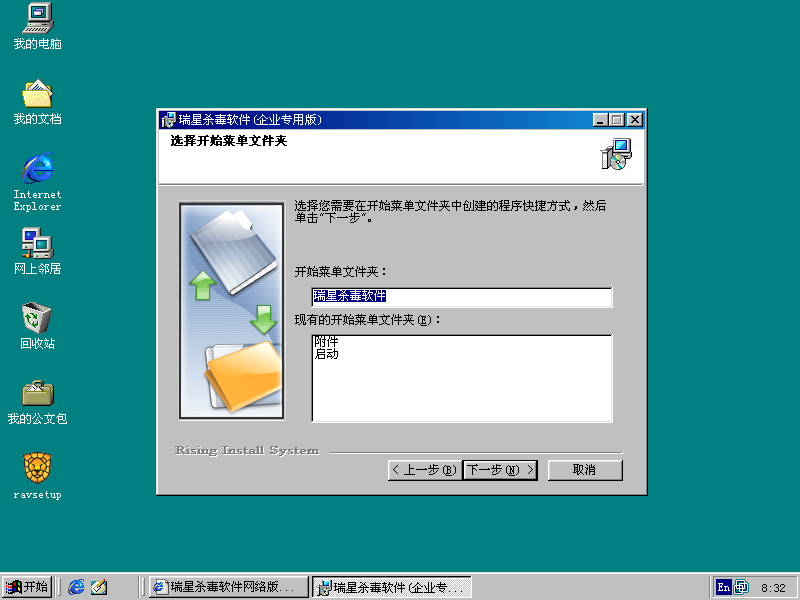 我的电脑
我的文档
Internet
Explorer
网上邻居
回收站
我的公文包
ravsetup
瑞星杀毒软件(企业专用版)
选择开始菜单文件夹
选择您需要在开始菜单文件夹中创建的程序快捷方式，然后
单击"下一步"。
开始菜单文件夹：
瑞星杀毒软件
现有的开始菜单文件夹(E)：
附件
启动
Rising Install System
< 上一步(B)
下一步(N) >
取消
开始
瑞星杀毒软件网络版...
瑞星杀毒软件(企业专...
En
8:32